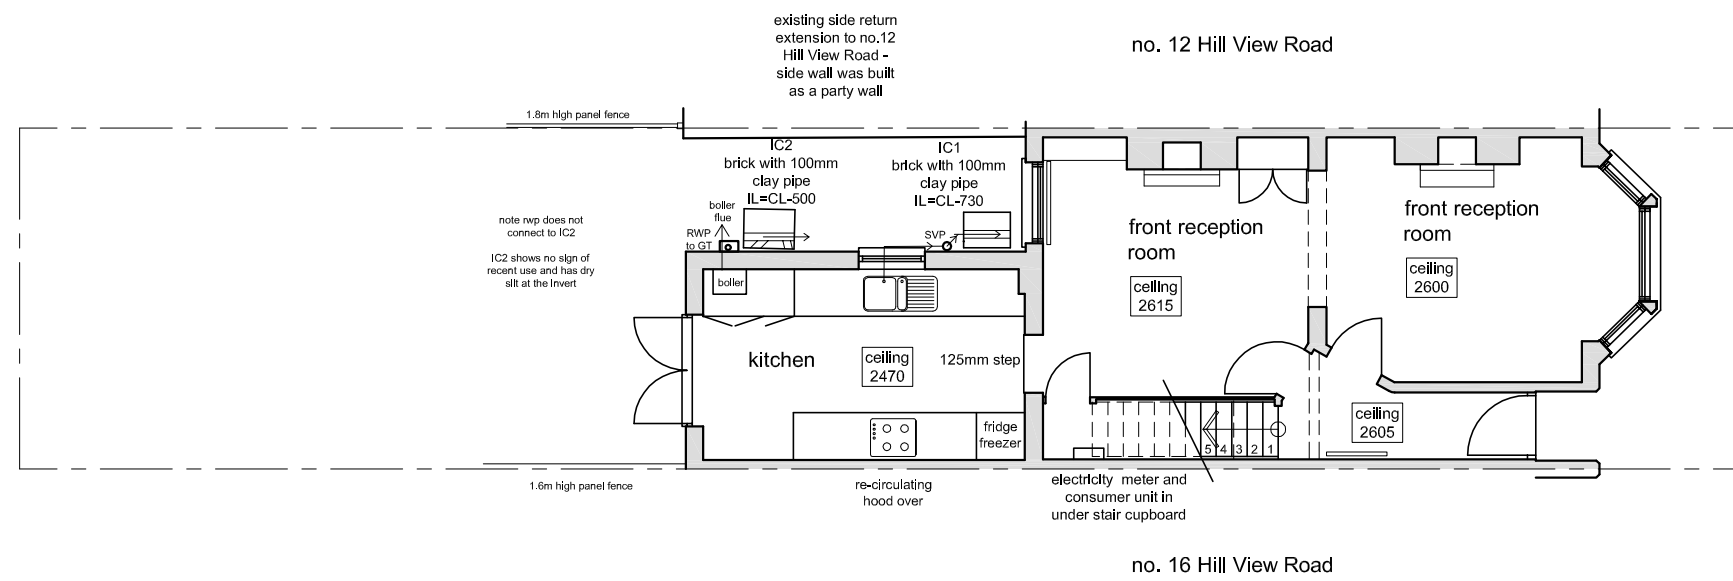 existing side return
extension to no.12
Hill View Road -
side wall was built
as a party wall
no. 12 Hill View Road
1.8m high panel fence
IC2
brick with 100mm
clay pipe
IL=CL-500
IC1
brick with 100mm
clay pipe
IL=CL-730
boiler
flue
RWP
to GT
SVP
note rwp does not
connect to IC2
IC2 shows no sign of
recent use and has dry
silt at the invert
boiler
front reception
room
ceiling
2615
front reception
room
ceiling
2600
kitchen
ceiling
2470
125mm step
fridge
freezer
ceiling
2605
5 4 3 2 1
1.6m high panel fence
re-circulating
hood over
electricity meter and
consumer unit in
under stair cupboard
no. 16 Hill View Road